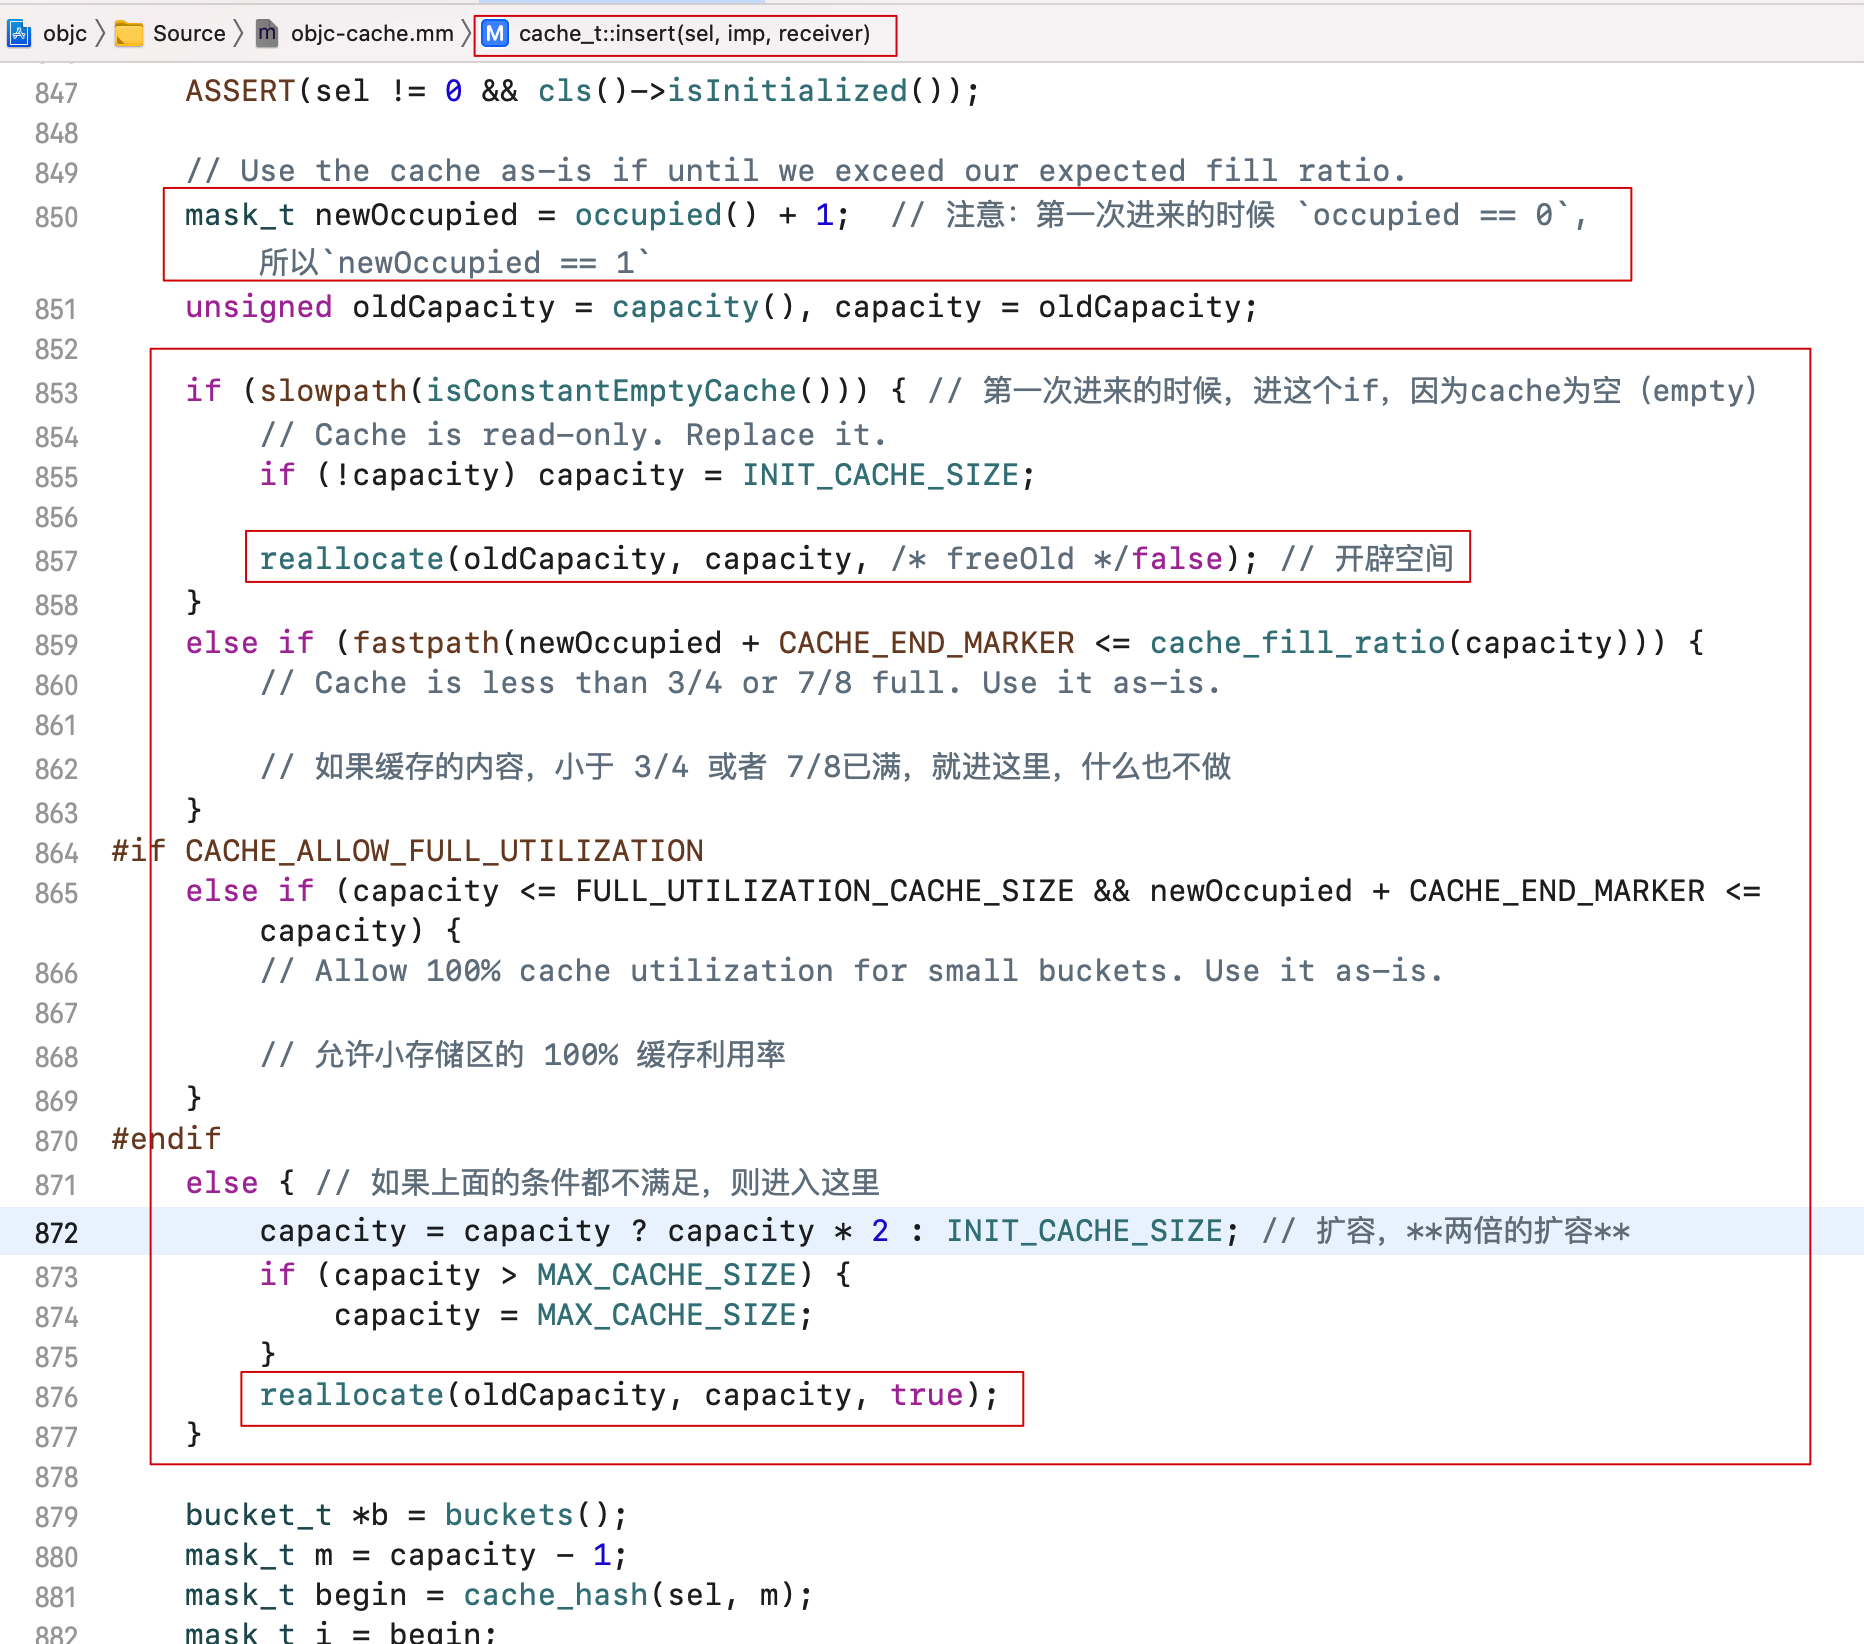 objc 〉 Source 〉 m objc-cache.mm 〉 M cache_t::insert(sel, imp, receiver)
847 ASSERT(sel != 0 && cls()->isInitialized());
848
849 // Use the cache as-is if until we exceed our expected fill ratio.
850 mask_t newOccupied = occupied() + 1; // 注意：第一次进来的时候 `occupied == 0`,
所以`newOccupied == 1`
851 unsigned oldCapacity = capacity(), capacity = oldCapacity;
852
853 if (slowpath(isConstantEmptyCache())) { // 第一次进来的时候，进这个if，因为cache为空（empty）
854 // Cache is read-only. Replace it.
855 if (!capacity) capacity = INIT_CACHE_SIZE;
856
857 reallocate(oldCapacity, capacity, /* freeOld */false); // 开辟空间
858 }
859 else if (fastpath(newOccupied + CACHE_END_MARKER <= cache_fill_ratio(capacity))) {
860 // Cache is less than 3/4 or 7/8 full. Use it as-is.
861
862 // 如果缓存的内容，小于 3/4 或者 7/8已满，就进这里，什么也不做
863 }
864 #if CACHE_ALLOW_FULL_UTILIZATION
865 else if (capacity <= FULL_UTILIZATION_CACHE_SIZE && newOccupied + CACHE_END_MARKER <=
capacity) {
866 // Allow 100% cache utilization for small buckets. Use it as-is.
867
868 // 允许小存储区的 100% 缓存利用率
869 }
870 #endif
871 else { // 如果上面的条件都不满足，则进入这里
872 capacity = capacity ? capacity * 2 : INIT_CACHE_SIZE; // 扩容，**两倍的扩容**
873 if (capacity > MAX_CACHE_SIZE) {
874 capacity = MAX_CACHE_SIZE;
875 }
876 reallocate(oldCapacity, capacity, true);
877 }
878
879 bucket_t *b = buckets();
880 mask_t m = capacity - 1;
881 mask_t begin = cache_hash(sel, m);
882 mask_t i = begin;